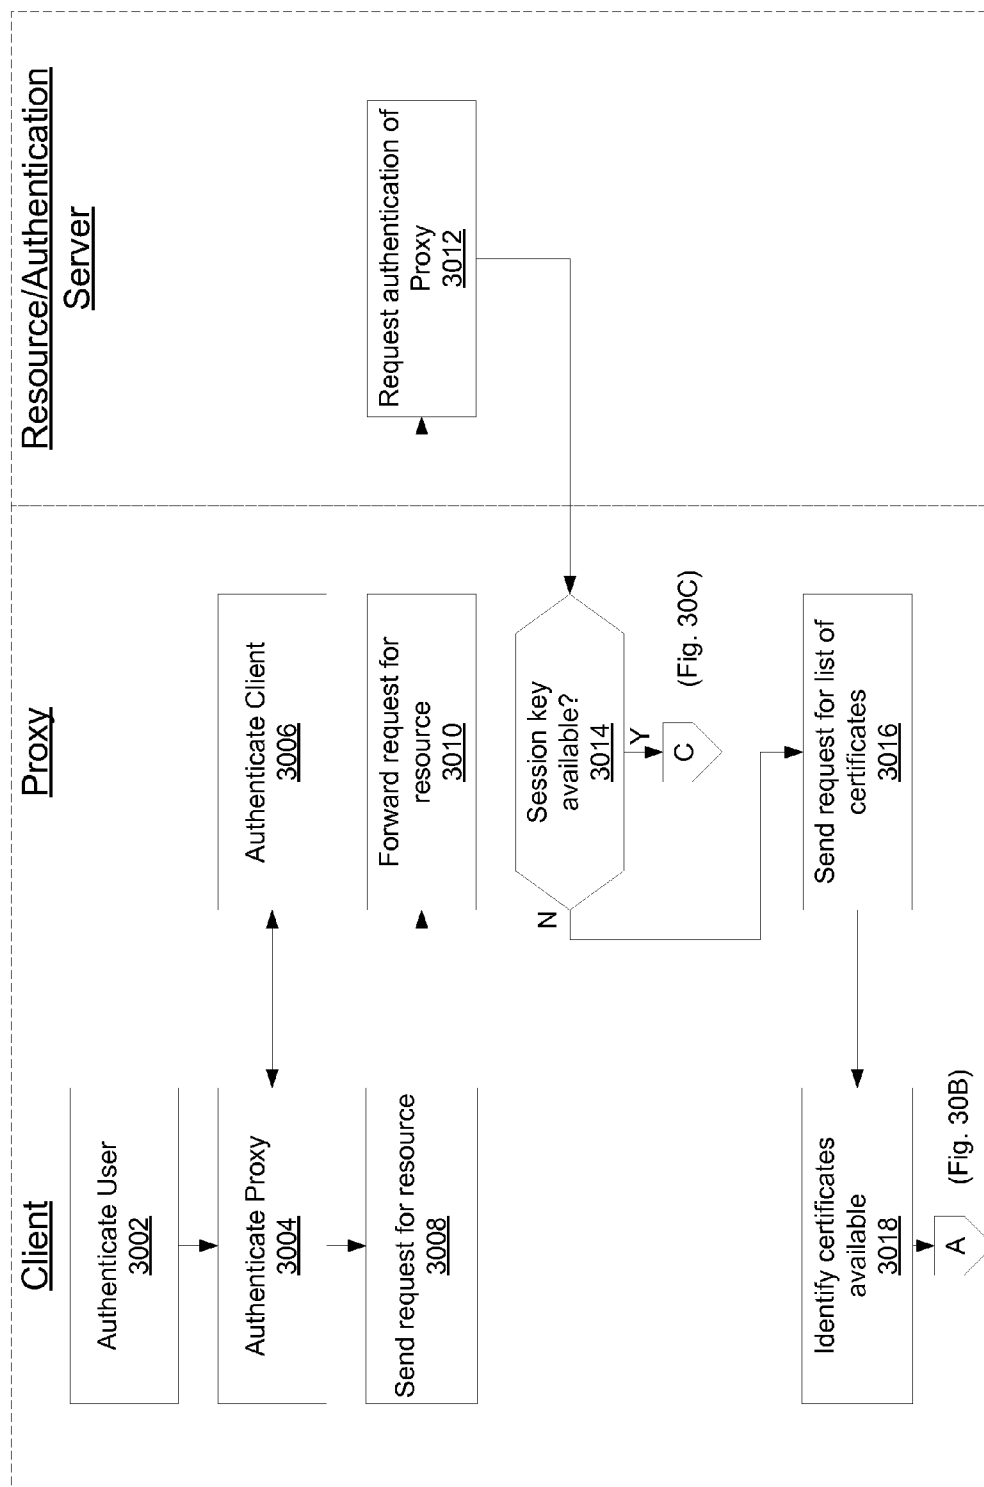 Client
Proxy
Resource/Authentication
Server
Authenticate User
3002
Authenticate Proxy
3004
Authenticate Client
3006
Send request for resource
3008
Forward request for
resource
3010
Request authentication of
Proxy
3012
Session key
available?
3014
N
Y
C
(Fig. 30C)
Send request for list of
certificates
3016
Identify certificates
available
3018
A
(Fig. 30B)